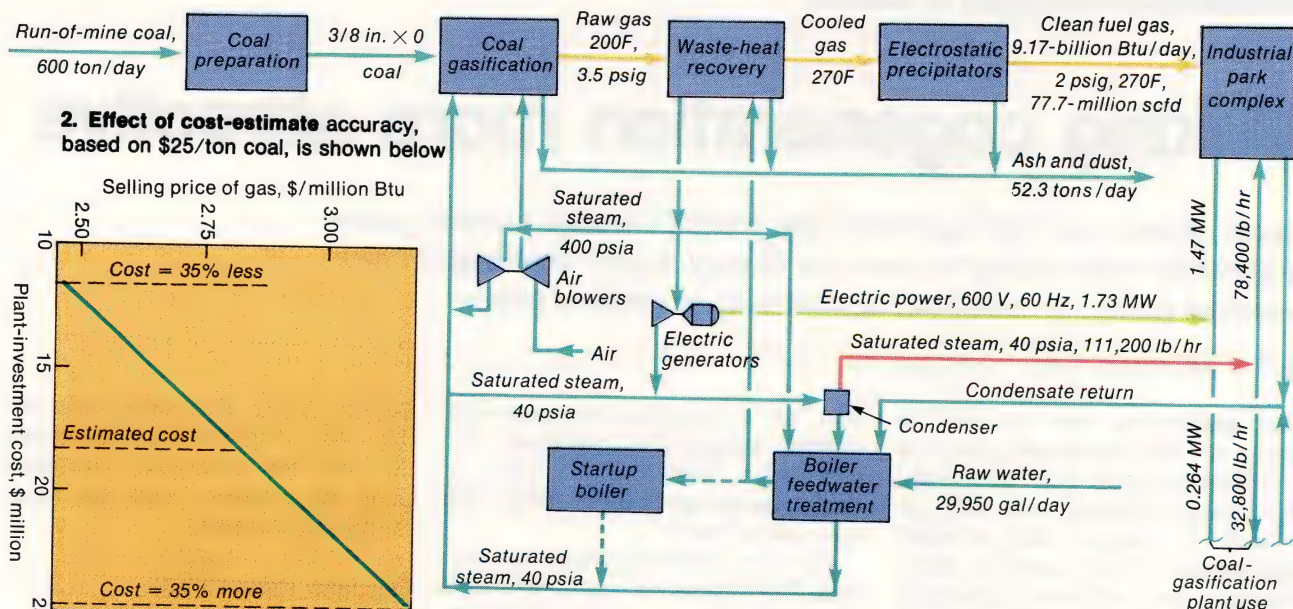 Run-of-mine coal,
600 ton/day
Coal
preparation
3/8 in. × 0
coal
Coal
gasification
Raw gas
200F,
3.5 psig
Waste-heat
recovery
Cooled
gas
270F
Electrostatic
precipitators
Clean fuel gas,
9.17-billion Btu/day,
2 psig, 270F,
77.7-million scfd
Industrial
park
complex
2. Effect of cost-estimate accuracy,
based on $25/ton coal, is shown below
Selling price of gas, $/million Btu
2.50
2.75
3.00
Plant-investment cost, $ million
10
15
20
2
Cost = 35% less
Estimated cost
Cost = 35% more
Ash and dust,
52.3 tons/day
Saturated
steam,
400 psia
Air
blowers
Air
Electric
generators
Electric power, 600 V, 60 Hz, 1.73 MW
1.47 MW
78,400 lb/hr
Saturated steam, 40 psia, 111,200 lb/hr
Saturated steam,
40 psia
Condensate return
Condenser
Startup
boiler
Boiler
feedwater
treatment
Raw water,
29,950 gal/day
0.264 MW
32,800 lb/hr
Saturated
steam, 40 psia
Coal-
gasification
plant use